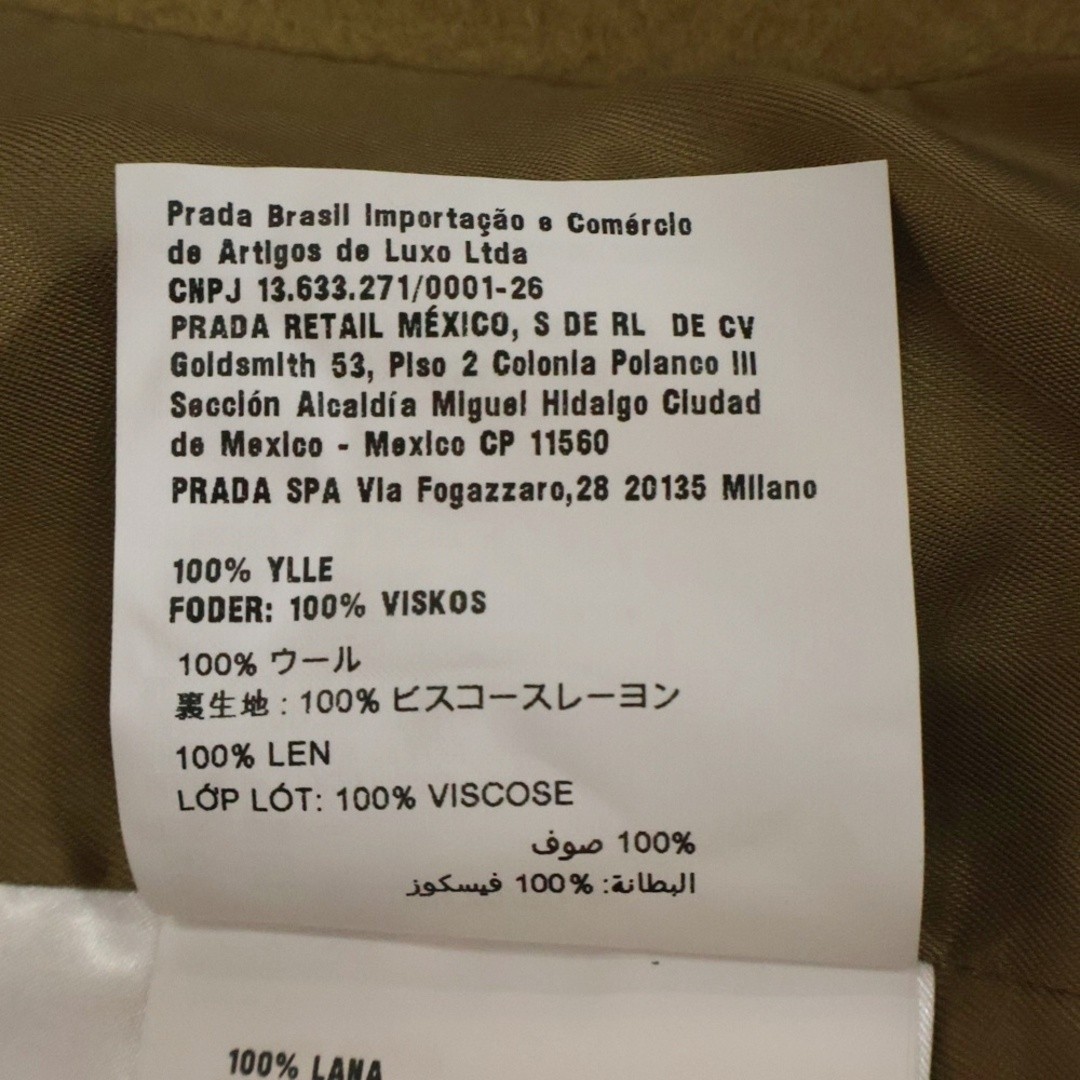 Prada Brasil Importação e Comércio
de Artigos de Luxo Ltda
CNPJ 13.633.271/0001-26
PRADA RETAIL MÉXICO, S DE RL DE CV
Goldsmith 53, Piso 2 Colonia Polanco III
Sección Alcaldía Miguel Hidalgo Ciudad
de Mexico - Mexico CP 11560
PRADA SPA Via Fogazzaro,28 20135 Milano
100% YLLE
FODER: 100% VISKOS
100% ウール
裏生地 : 100% ビスコースレーヨン
100% LEN
LỚP LÓT: 100% VISCOSE
100% صوف
البطانة: 100% فيسكوز
100% LANA